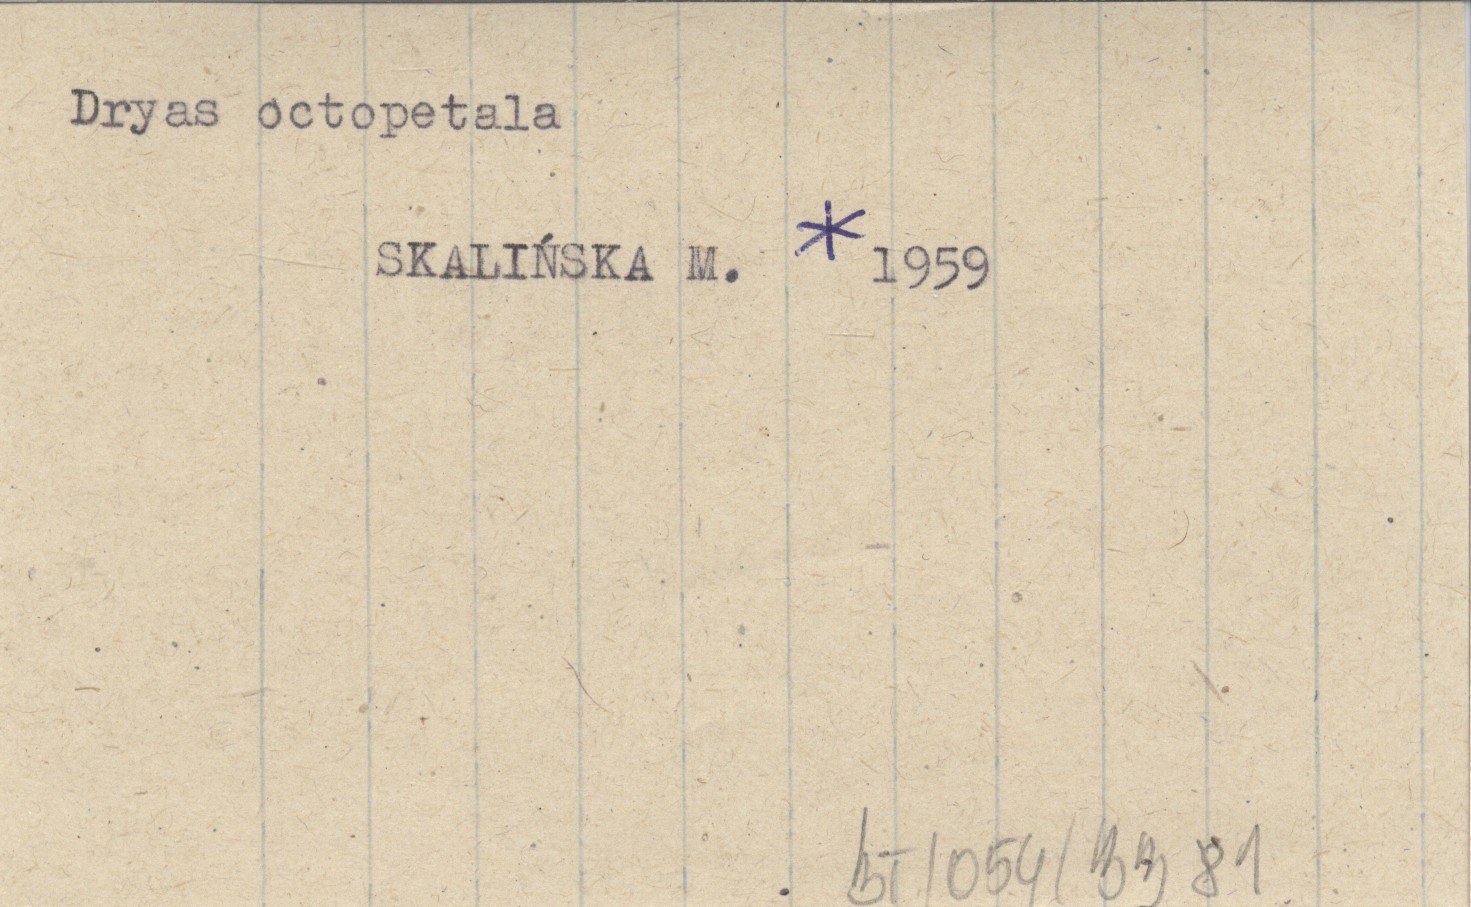 Dryas octopetala
SKALIŃSKA M. * 1959